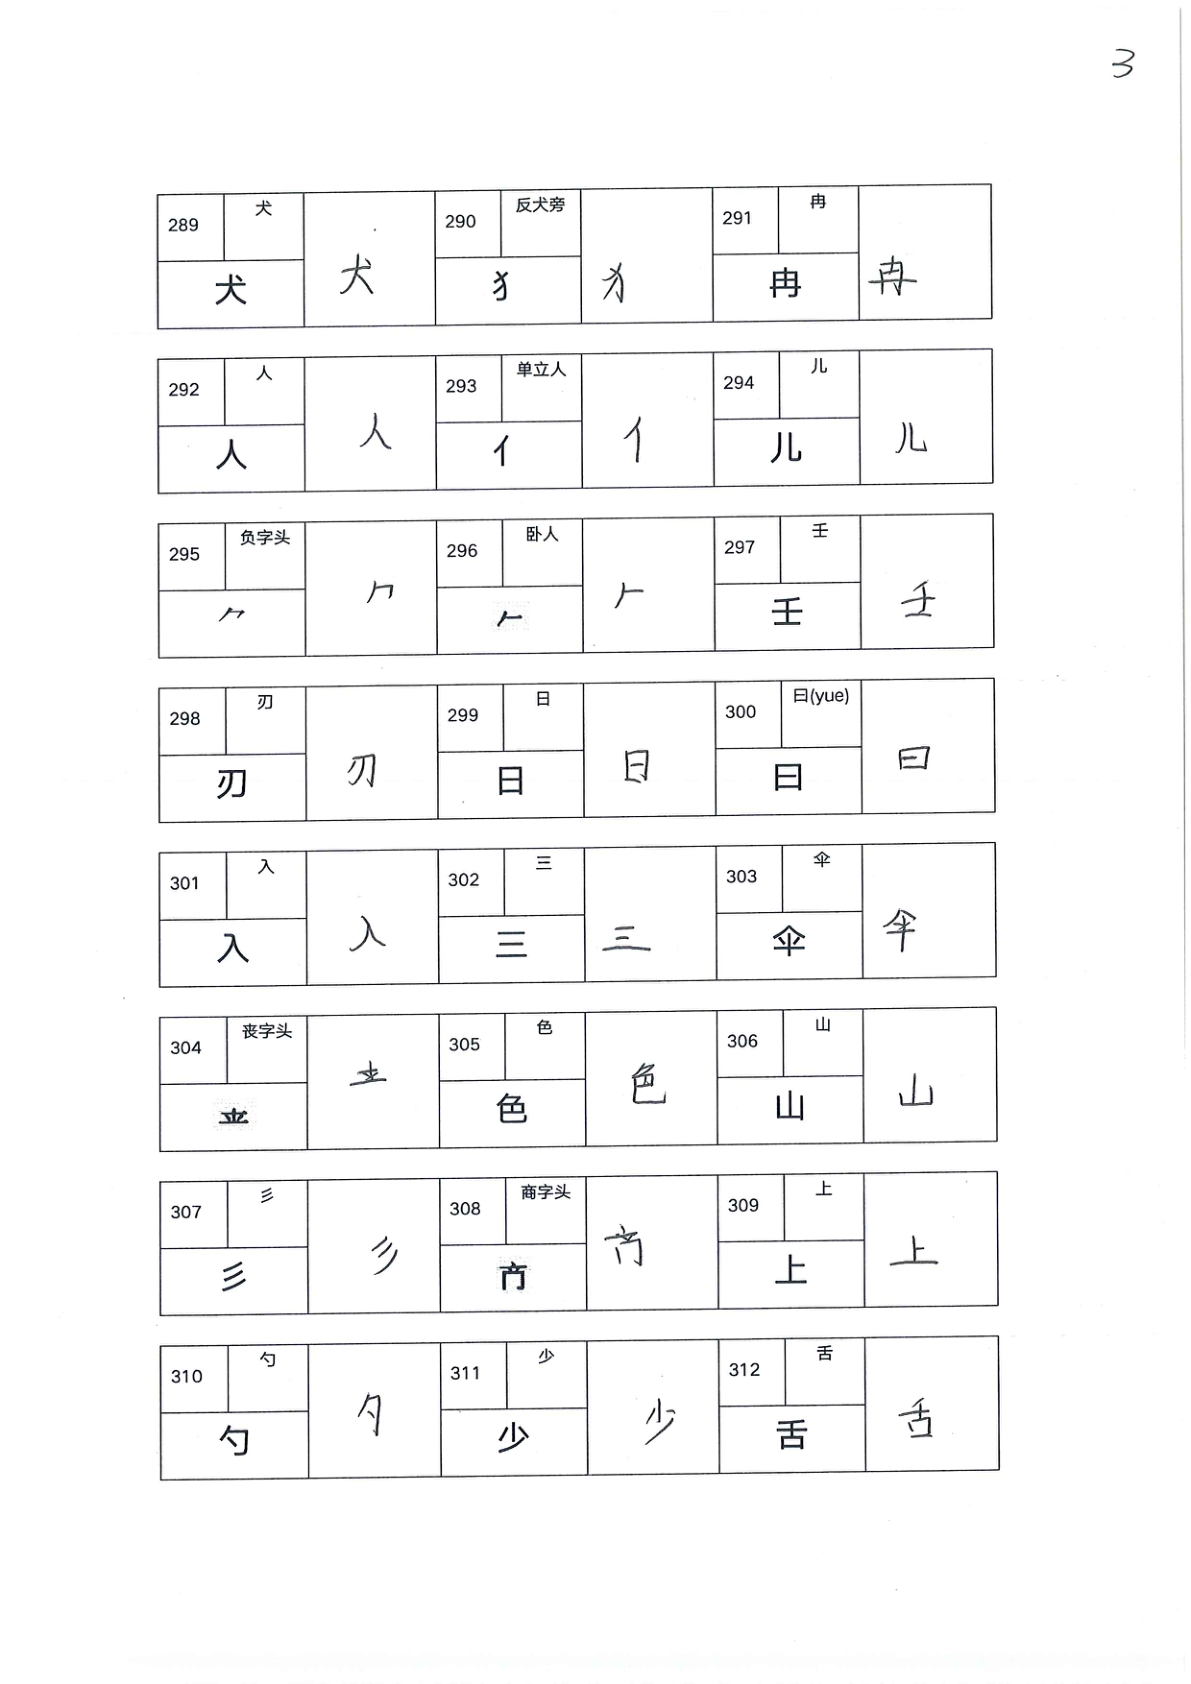 3
289 犬 290 反犬旁 291 冉
犬 犬 犭 犭 冉 冉
292 人 293 单立人 294 儿
人 人 亻 亻 儿 儿
295 负字头 296 卧人 297 壬
⺈ ⺈ 𠂉 𠂉 壬 壬
298 刃 299 日 300 曰(yue)
刃 刃 日 日 曰 曰
301 入 302 三 303 伞
入 入 三 三 伞 伞
304 丧字头 305 色 306 山
色 色 山 山
307 彡 308 商字头 309 上
彡 彡 上 上
310 勺 311 少 312 舌
勺 勺 少 少 舌 舌